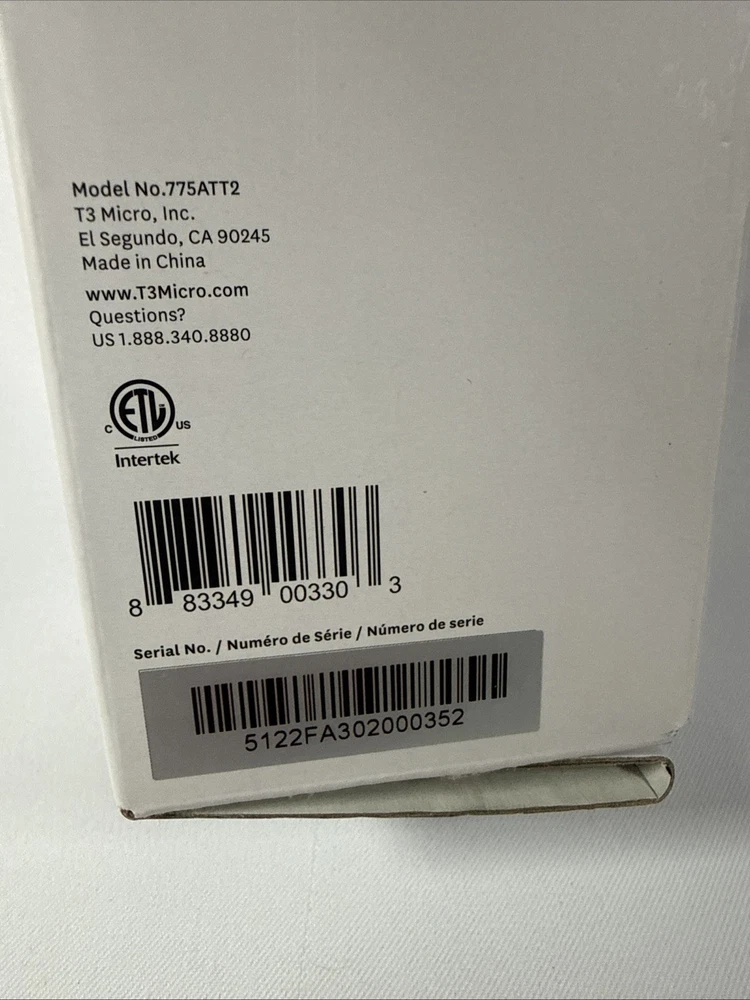 Model No.775ATT2
T3 Micro, Inc.
El Segundo, CA 90245
Made in China
www.T3Micro.com
Questions?
US 1.888.340.8880
C ETL US
LISTED
Intertek
8 83349 00330 3
Serial No. / Numéro de Série / Número de serie
5122FA302000352